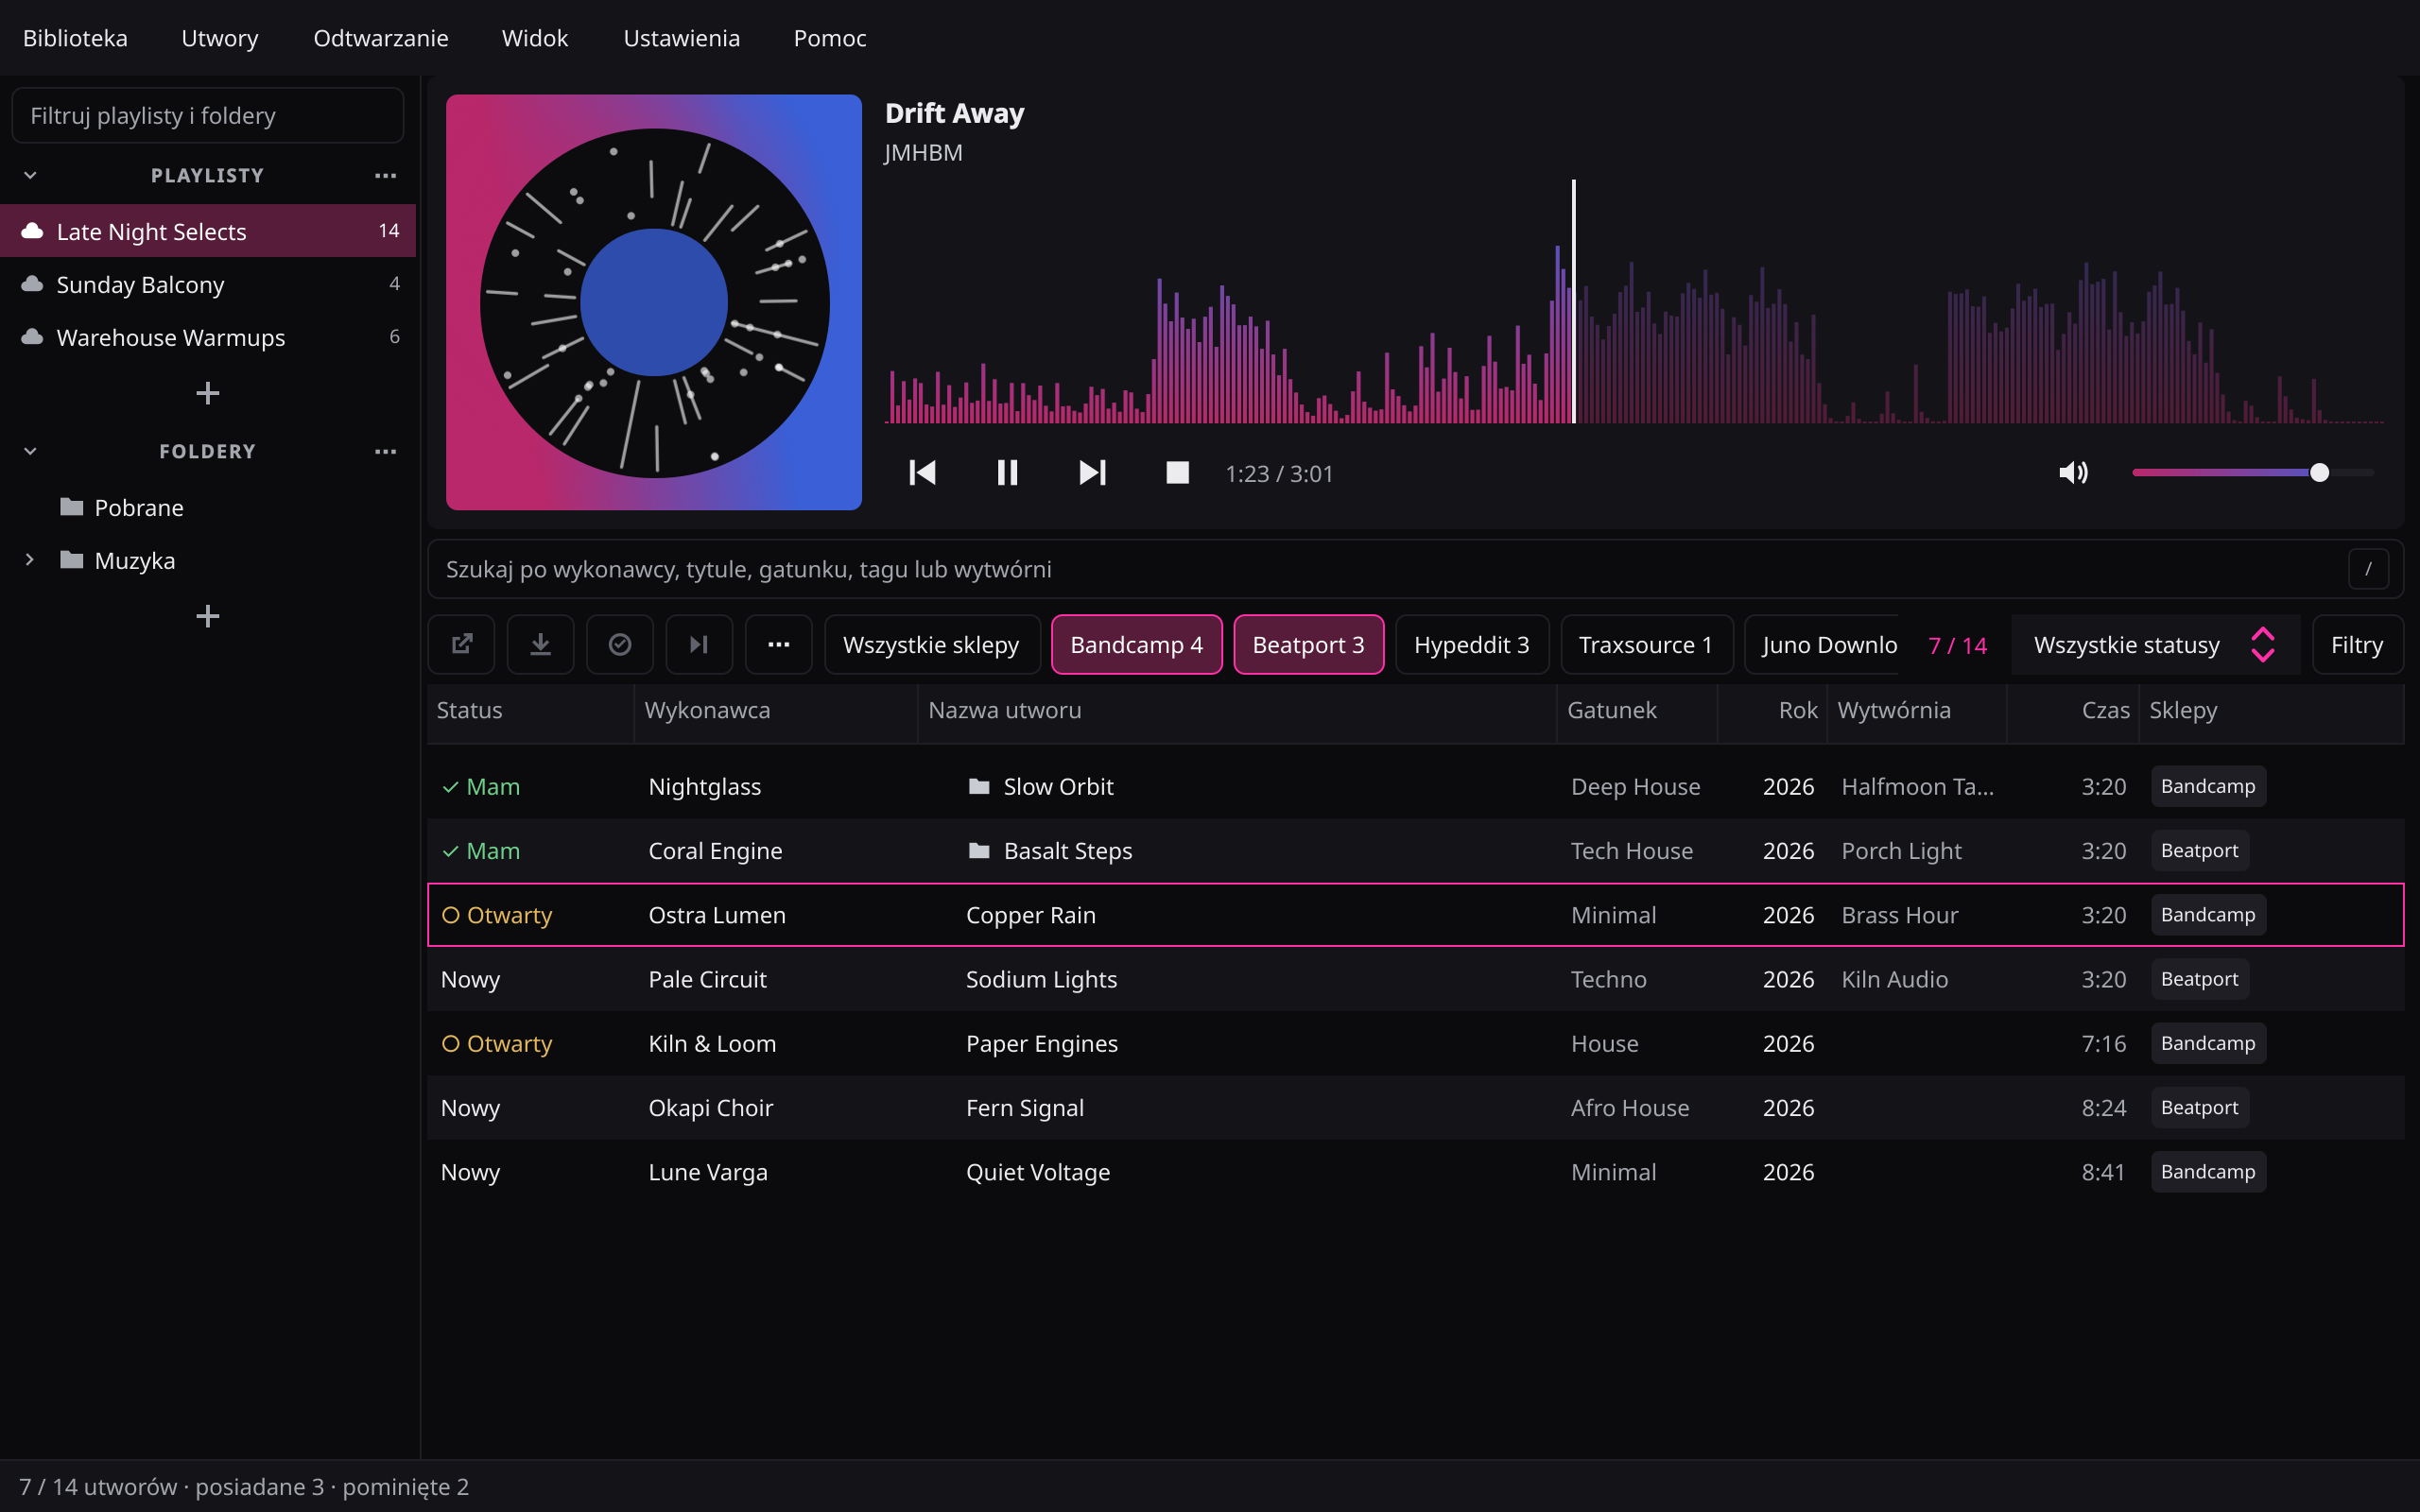 Biblioteka Utwory Odtwarzanie Widok Ustawienia Pomoc
Filtruj playlisty i foldery
PLAYLISTY ...
Late Night Selects 14
Sunday Balcony 4
Warehouse Warmups 6
+
FOLDERY ...
Pobrane
Muzyka
+
Drift Away
JMHBM
1:23 / 3:01
Szukaj po wykonawcy, tytule, gatunku, tagu lub wytwórni /
... Wszystkie sklepy Bandcamp 4 Beatport 3 Hypeddit 3 Traxsource 1 Juno Downlo 7 / 14 Wszystkie statusy Filtry
Status Wykonawca Nazwa utworu Gatunek Rok Wytwórnia Czas Sklepy
✓ Mam Nightglass Slow Orbit Deep House 2026 Halfmoon Ta... 3:20 Bandcamp
✓ Mam Coral Engine Basalt Steps Tech House 2026 Porch Light 3:20 Beatport
Otwarty Ostra Lumen Copper Rain Minimal 2026 Brass Hour 3:20 Bandcamp
Nowy Pale Circuit Sodium Lights Techno 2026 Kiln Audio 3:20 Beatport
Otwarty Kiln & Loom Paper Engines House 2026 7:16 Bandcamp
Nowy Okapi Choir Fern Signal Afro House 2026 8:24 Beatport
Nowy Lune Varga Quiet Voltage Minimal 2026 8:41 Bandcamp
7 / 14 utworów · posiadane 3 · pominięte 2